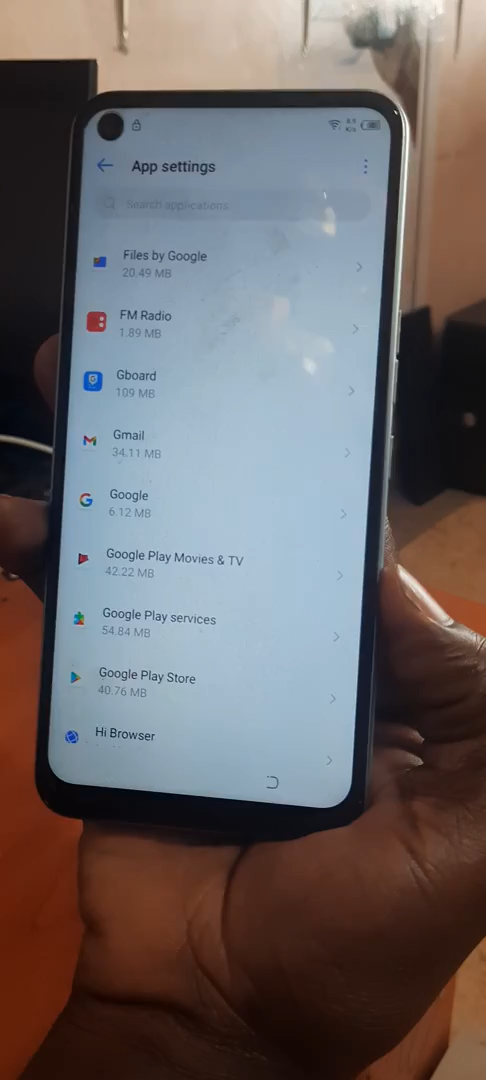 App settings
Search applications
Files by Google
20.49 MB
FM Radio
1.89 MB
Gboard
109 MB
Gmail
34.11 MB
Google
6.12 MB
Google Play Movies & TV
42.22 MB
Google Play services
54.84 MB
Google Play Store
40.76 MB
Hi Browser